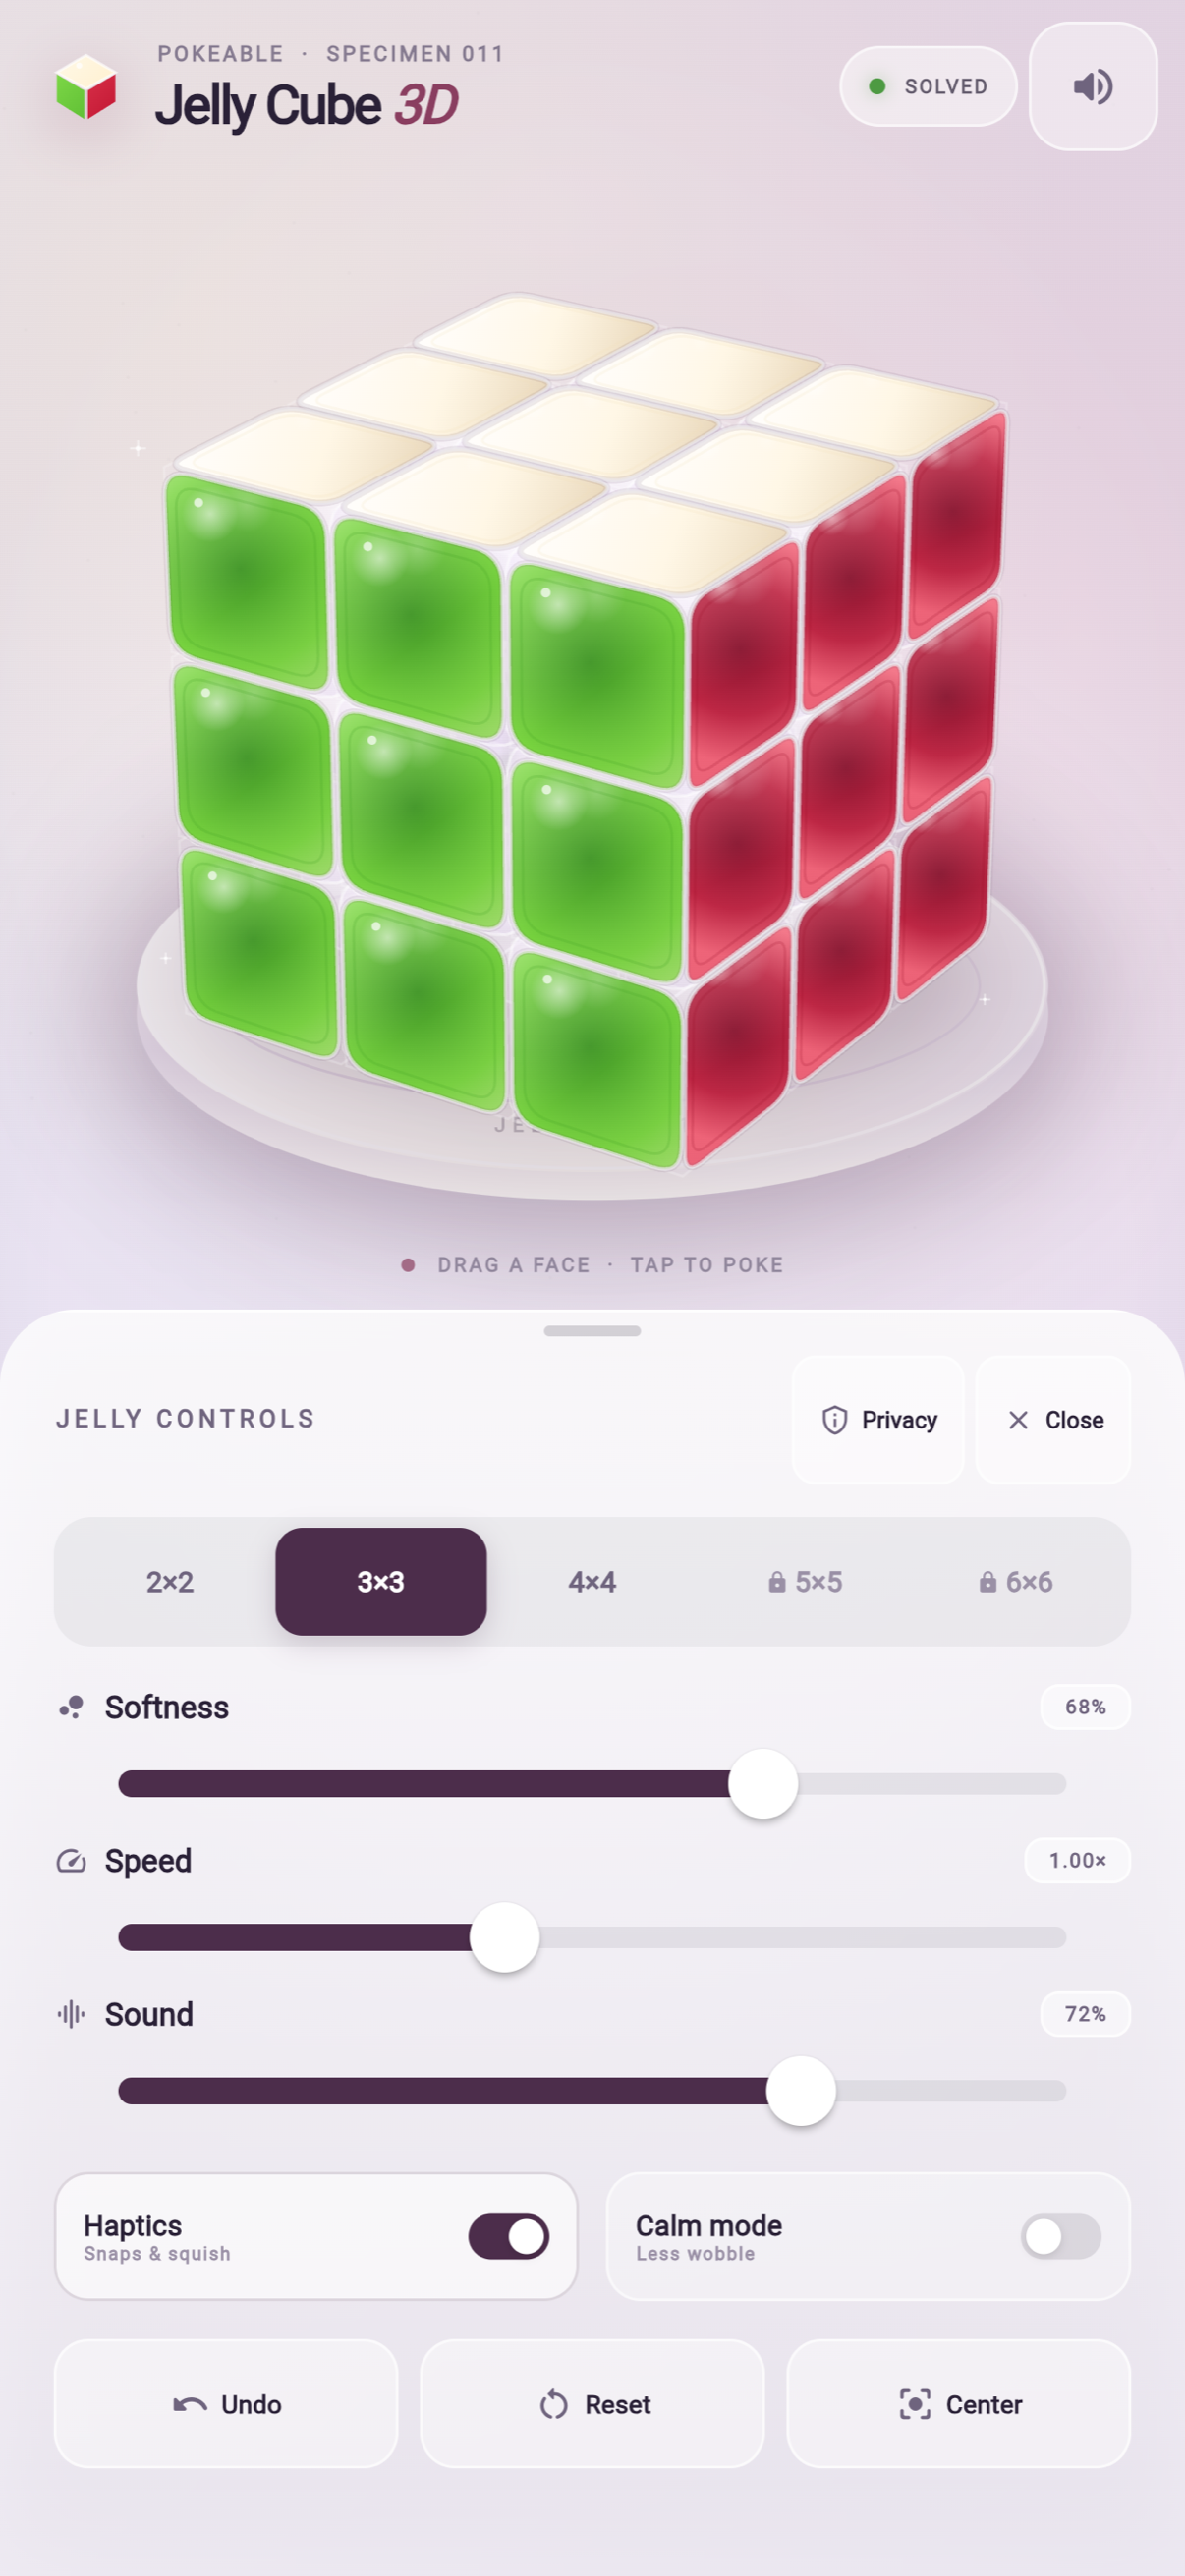 POKEABLE · SPECIMEN 011
Jelly Cube 3D
SOLVED
DRAG A FACE · TAP TO POKE
JELLY CONTROLS
Privacy
Close
2×2
3×3
4×4
5×5
6×6
Softness
68%
Speed
1.00×
Sound
72%
Haptics
Snaps & squish
Calm mode
Less wobble
Undo
Reset
Center